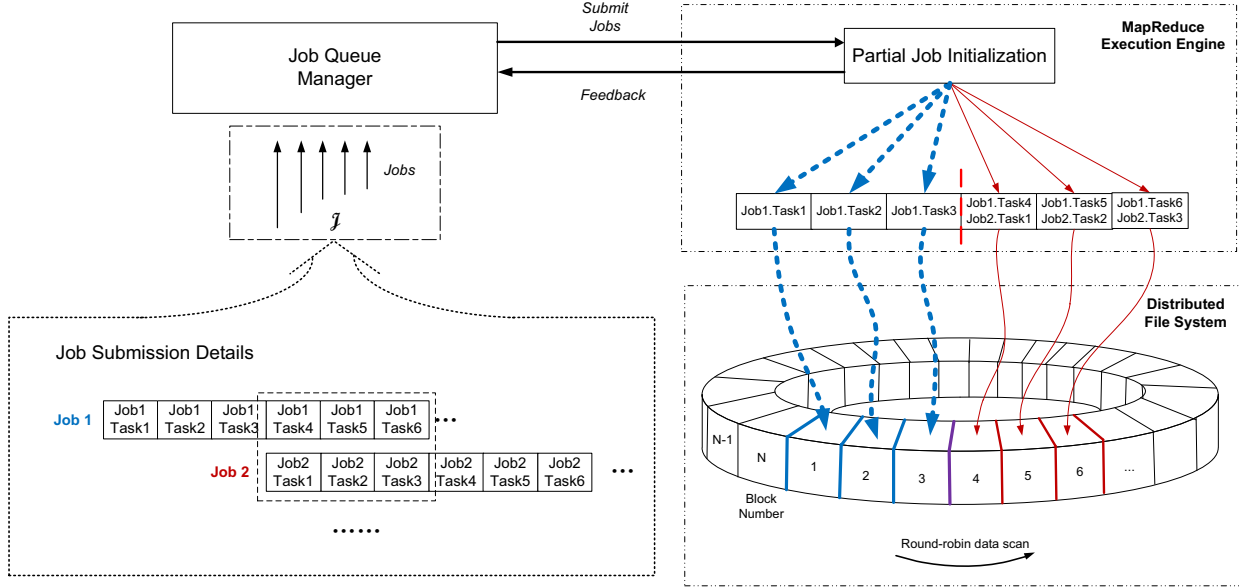 Submit
Jobs
Job Queue
Manager
Feedback
MapReduce
Execution Engine
Partial Job Initialization
Jobs
𝒥
Job1.Task1
Job1.Task2
Job1.Task3
Job1.Task4
Job2.Task1
Job1.Task5
Job2.Task2
Job1.Task6
Job2.Task3
Job Submission Details
Job 1
Job1
Task1
Job1
Task2
Job1
Task3
Job1
Task4
Job1
Task5
Job1
Task6
...
Job 2
Job2
Task1
Job2
Task2
Job2
Task3
Job2
Task4
Job2
Task5
Job2
Task6
...
......
Distributed
File System
N-1
N
1
2
3
4
5
6
...
Block
Number
Round-robin data scan